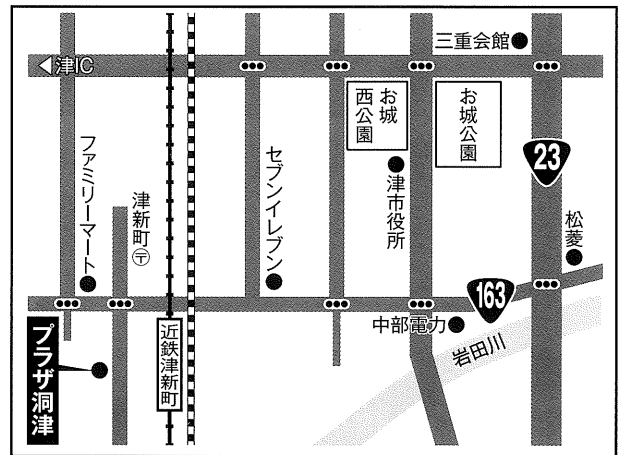 三重会館
津IC
お城
西公園
お城公園
23
ファミリーマート
津新町〒
セブンイレブン
津市役所
松菱
163
中部電力
岩田川
近鉄津新町
プラザ洞津